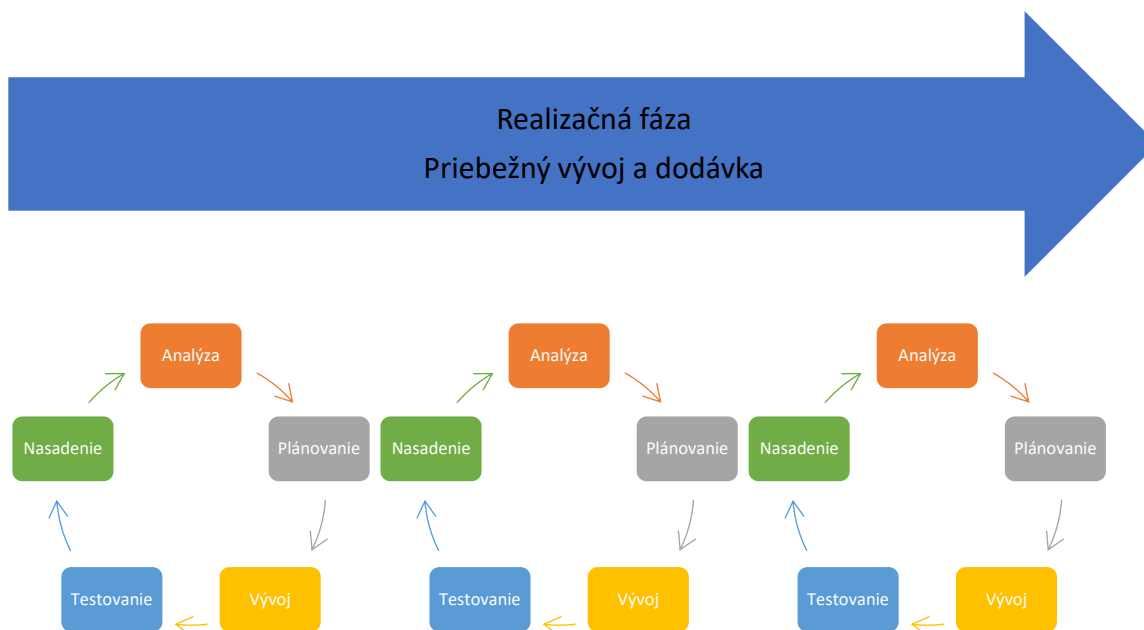 Realizačná fáza
Priebežný vývoj a dodávka
Analýza
Plánovanie
Vývoj
Testovanie
Nasadenie
Analýza
Plánovanie
Vývoj
Testovanie
Nasadenie
Analýza
Plánovanie
Vývoj
Testovanie
Nasadenie